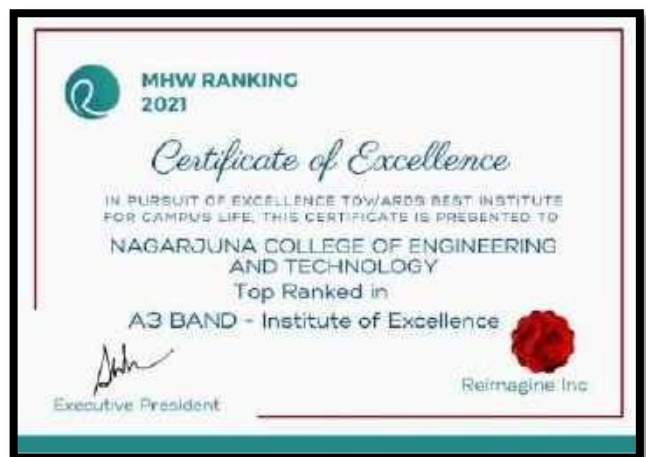 MHW RANKING
2021
Certificate of Excellence
IN PURSUIT OF EXCELLENCE TOWARDS BEST INSTITUTE
FOR CAMPUS LIFE, THIS CERTIFICATE IS PRESENTED TO
NAGARJUNA COLLEGE OF ENGINEERING
AND TECHNOLOGY
Top Ranked in
A3 BAND - Institute of Excellence
Executive President
Reimagine Inc